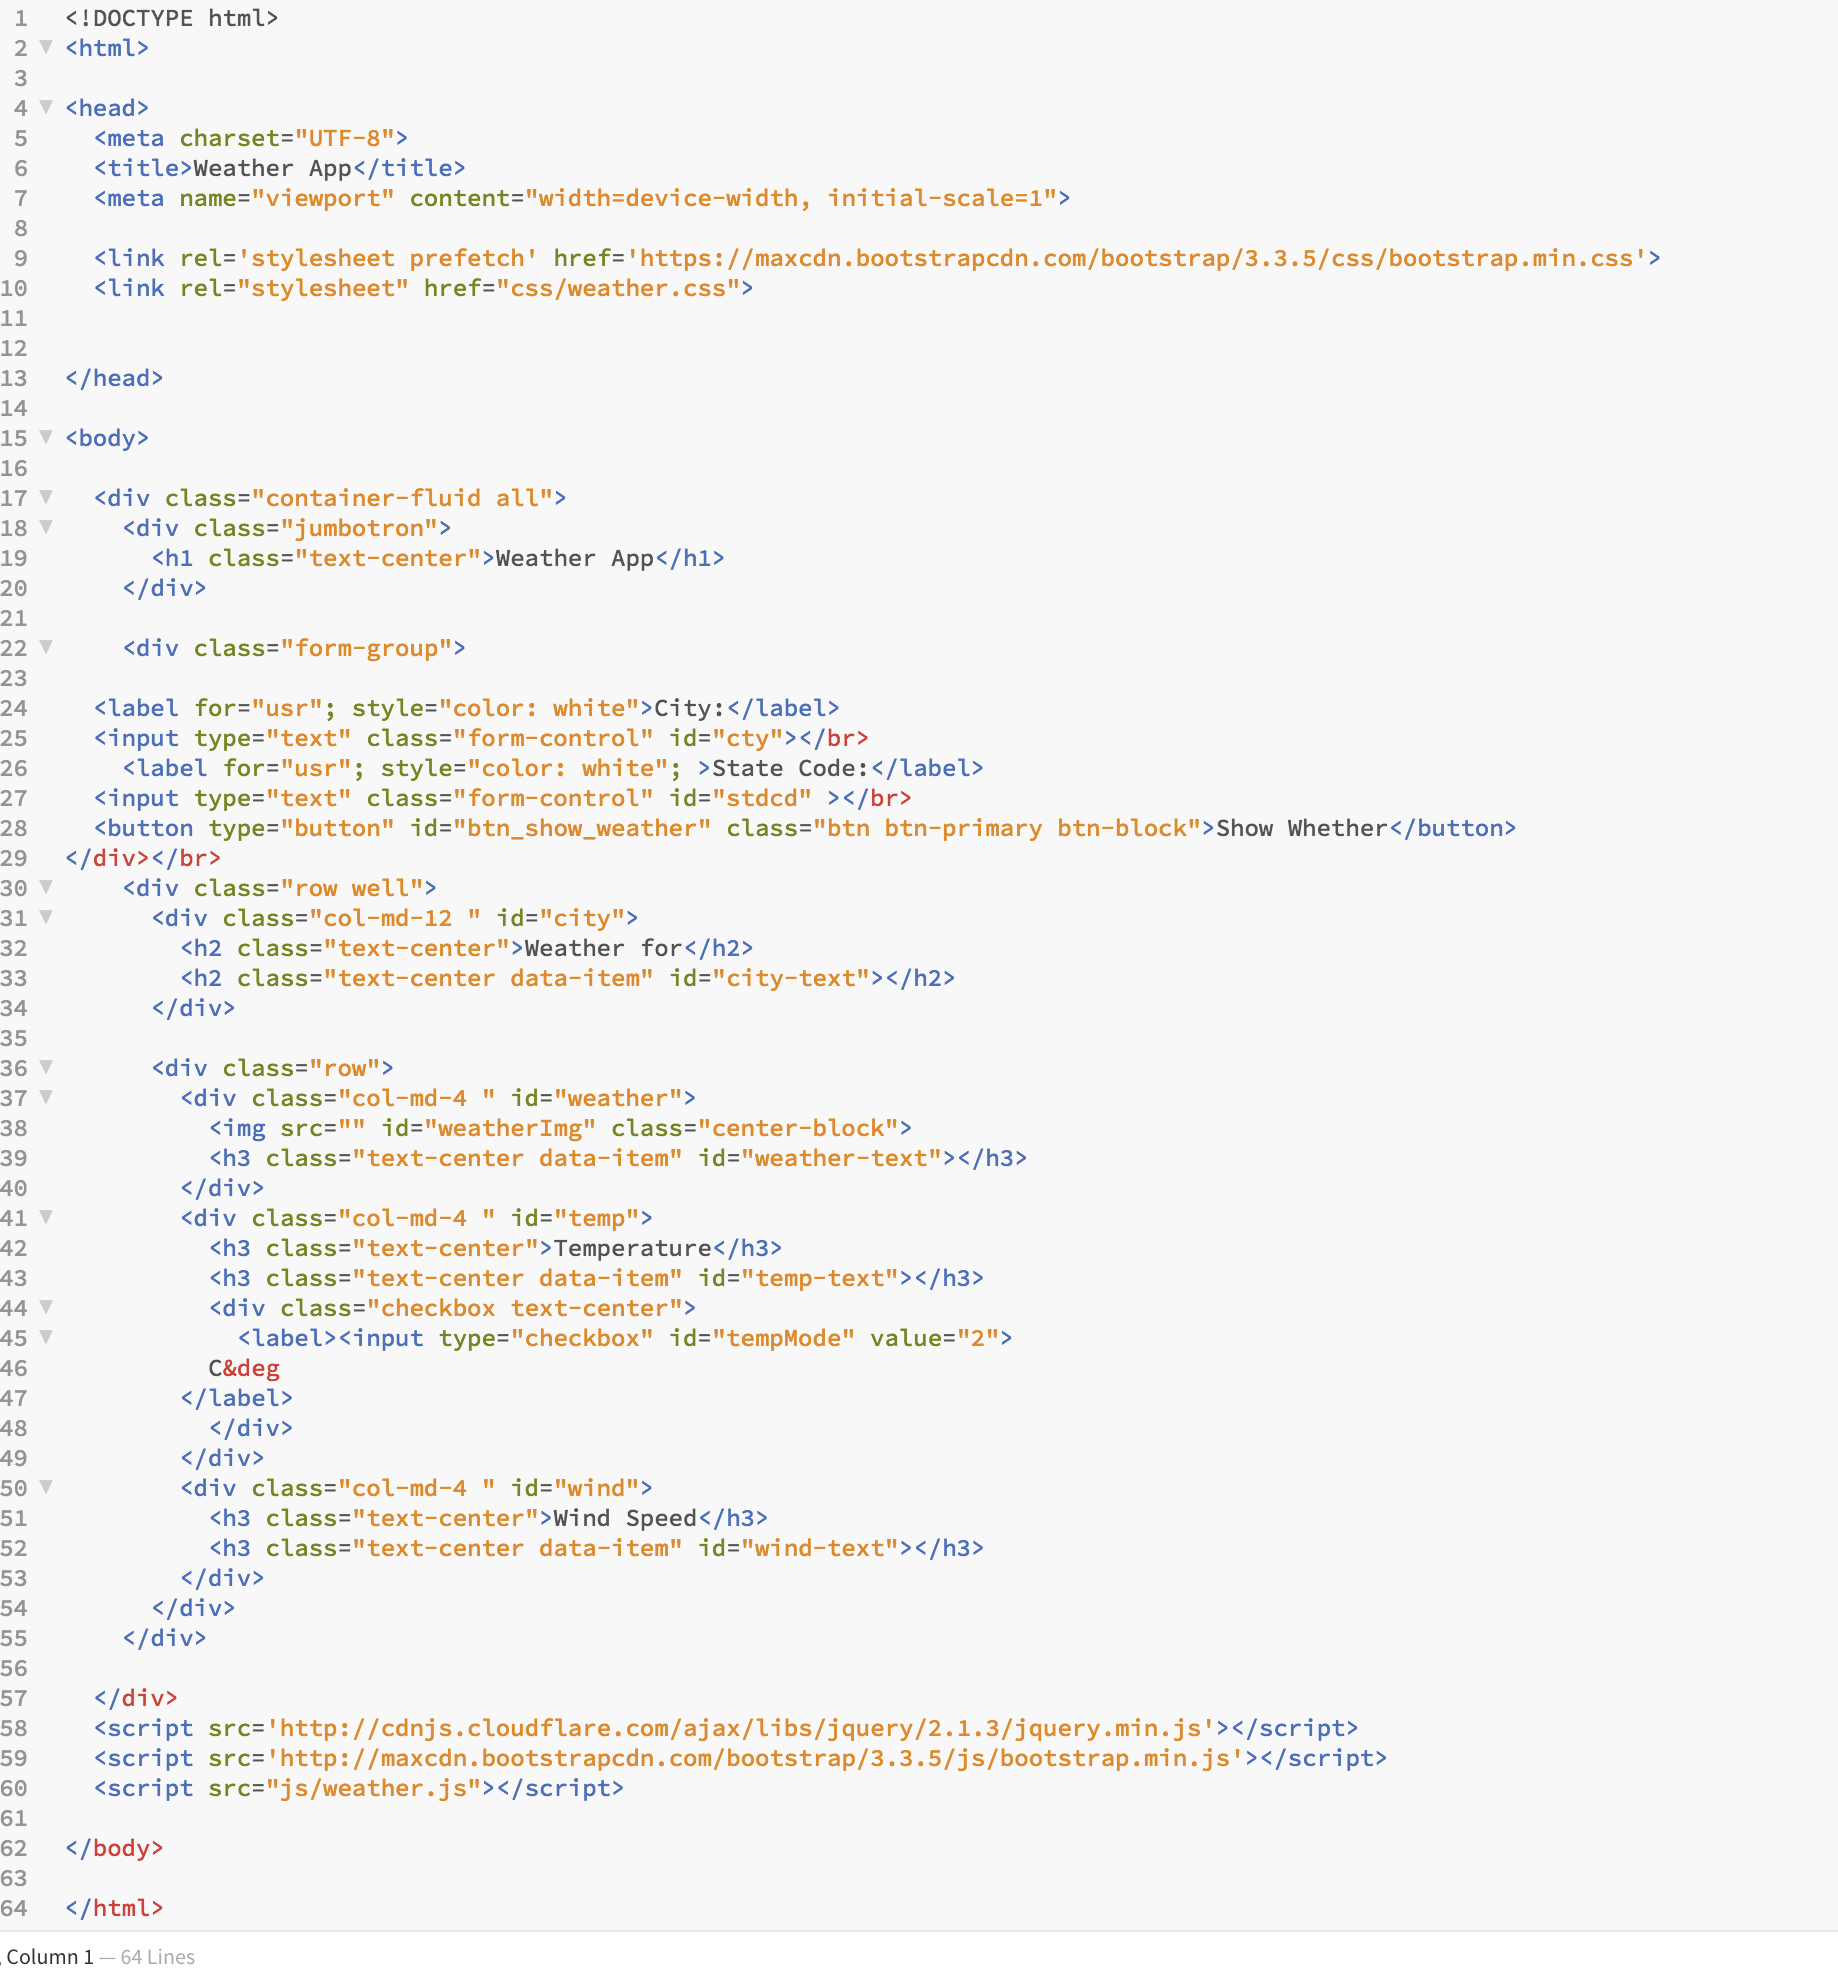 1 <!DOCTYPE html>
2 <html>
3
4 <head>
5 <meta charset="UTF-8">
6 <title>Weather App</title>
7 <meta name="viewport" content="width=device-width, initial-scale=1">
8
9 <link rel='stylesheet prefetch' href='https://maxcdn.bootstrapcdn.com/bootstrap/3.3.5/css/bootstrap.min.css'>
10 <link rel="stylesheet" href="css/weather.css">
11
12
13 </head>
14
15 <body>
16
17 <div class="container-fluid all">
18 <div class="jumbotron">
19 <h1 class="text-center">Weather App</h1>
20 </div>
21
22 <div class="form-group">
23
24 <label for="usr"; style="color: white">City:</label>
25 <input type="text" class="form-control" id="cty"></br>
26 <label for="usr"; style="color: white"; >State Code:</label>
27 <input type="text" class="form-control" id="stdcd" ></br>
28 <button type="button" id="btn_show_weather" class="btn btn-primary btn-block">Show Whether</button>
29 </div></br>
30 <div class="row well">
31 <div class="col-md-12 " id="city">
32 <h2 class="text-center">Weather for</h2>
33 <h2 class="text-center data-item" id="city-text"></h2>
34 </div>
35
36 <div class="row">
37 <div class="col-md-4 " id="weather">
38 <img src="" id="weatherImg" class="center-block">
39 <h3 class="text-center data-item" id="weather-text"></h3>
40 </div>
41 <div class="col-md-4 " id="temp">
42 <h3 class="text-center">Temperature</h3>
43 <h3 class="text-center data-item" id="temp-text"></h3>
44 <div class="checkbox text-center">
45 <label><input type="checkbox" id="tempMode" value="2">
46 C&deg
47 </label>
48 </div>
49 </div>
50 <div class="col-md-4 " id="wind">
51 <h3 class="text-center">Wind Speed</h3>
52 <h3 class="text-center data-item" id="wind-text"></h3>
53 </div>
54 </div>
55 </div>
56
57 </div>
58 <script src='http://cdnjs.cloudflare.com/ajax/libs/jquery/2.1.3/jquery.min.js'></script>
59 <script src='http://maxcdn.bootstrapcdn.com/bootstrap/3.3.5/js/bootstrap.min.js'></script>
60 <script src="js/weather.js"></script>
61
62 </body>
63
64 </html>
, Column 1 — 64 Lines